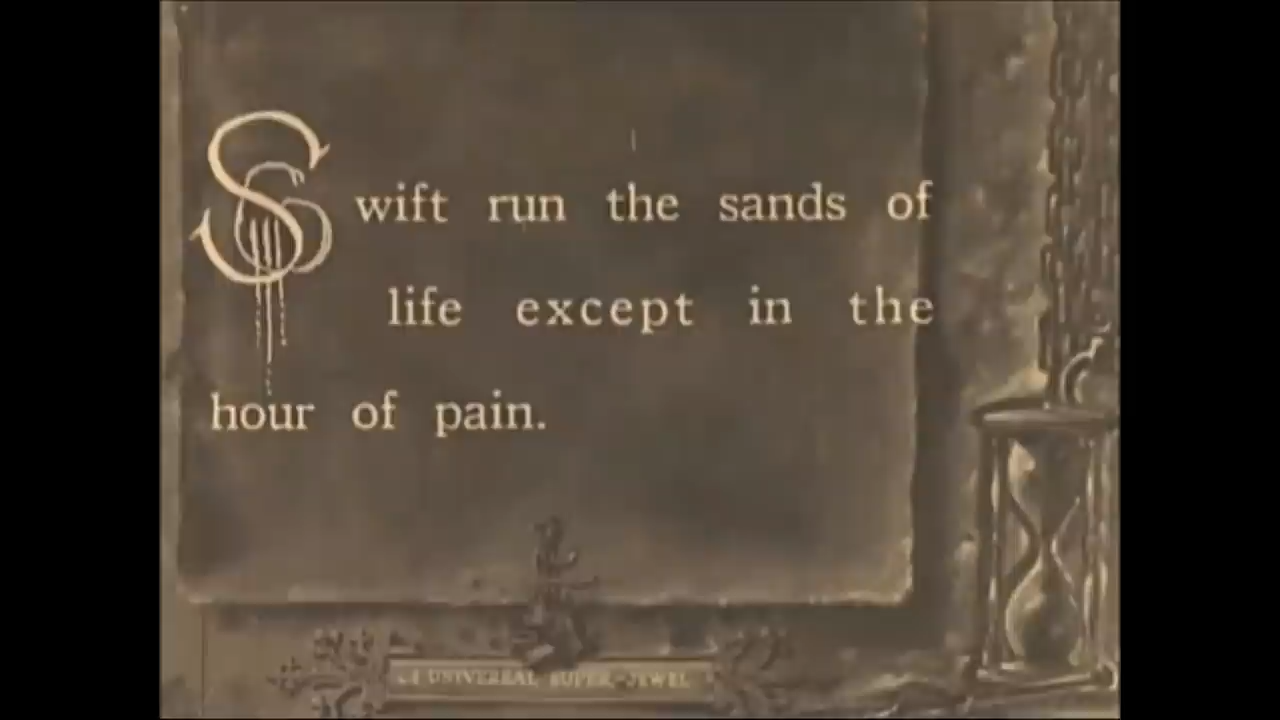 Swift run the sands of
life except in the
hour of pain.
A UNIVERSAL SUPER-JEWEL